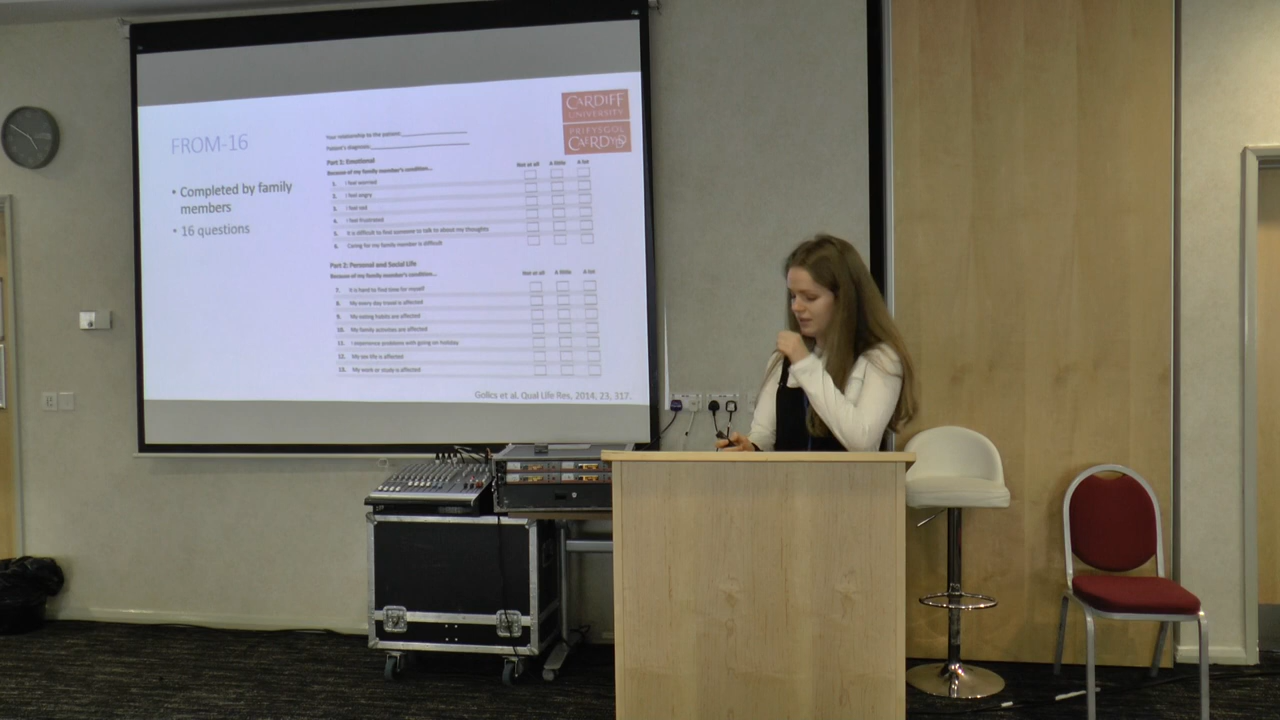 FROM-16
• Completed by family
members
• 16 questions
CARDIFF
UNIVERSITY
PRIFYSGOL
CAERDYDD
Your relationship to the patient:
Patient's diagnosis:
Part 1: Emotional
Because of my family member's condition... Not at all A little A lot
1. I feel worried
2. I feel angry
3. I feel sad
4. I feel frustrated
5. It is difficult to find someone to talk to about my thoughts
6. Caring for my family member is difficult
Part 2: Personal and Social Life
Because of my family member's condition... Not at all A little A lot
7. It is hard to find time for myself
8. My every day travel is affected
9. My eating habits are affected
10. My family activities are affected
11. I experience problems with going on holiday
12. My sex life is affected
13. My work or study is affected
Golics et al. Qual Life Res, 2014, 23, 317.